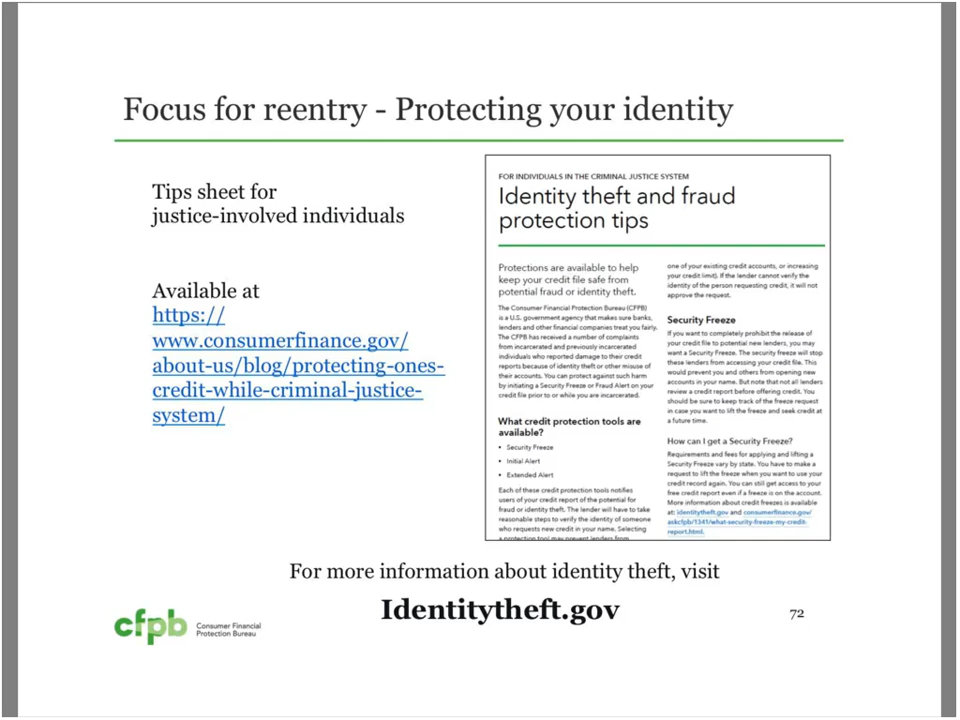 Focus for reentry - Protecting your identity
Tips sheet for
justice-involved individuals
Available at
https://
www.consumerfinance.gov/
about-us/blog/protecting-ones-
credit-while-criminal-justice-
system/
FOR INDIVIDUALS IN THE CRIMINAL JUSTICE SYSTEM
Identity theft and fraud
protection tips
Protections are available to help
keep your credit file safe from
potential fraud or identity theft.
The Consumer Financial Protection Bureau (CFPB)
is a U.S. government agency that makes sure banks,
lenders and other financial companies treat you fairly.
The CFPB has received a number of complaints
from incarcerated and previously incarcerated
individuals who reported damage to their credit
reports because of identity theft or other misuse of
their accounts. You can protect against such harm
by initiating a Security Freeze or Fraud Alert on your
credit file prior to or while you are incarcerated.
What credit protection tools are
available?
• Security Freeze
• Initial Alert
• Extended Alert
Each of these credit protection tools notifies
users of your credit report of the potential for
fraud or identity theft. The lender will have to take
reasonable steps to verify the identity of someone
who requests new credit in your name. Selecting
a protection tool may prevent lenders from
one of your existing credit accounts, or increasing
your credit limit). If the lender cannot verify the
identity of the person requesting credit, it will not
approve the request.
Security Freeze
If you want to completely prohibit the release of
your credit file to potential new lenders, you may
want a Security Freeze. The security freeze will stop
these lenders from accessing your credit file. This
would prevent you and others from opening new
accounts in your name. But note that not all lenders
review a credit report before offering credit. You
should be sure to keep track of the freeze request
in case you want to lift the freeze and seek credit at
a future time.
How can I get a Security Freeze?
Requirements and fees for applying and lifting a
Security Freeze vary by state. You have to make a
request to lift the freeze when you want to use your
credit record again. You can still get access to your
free credit report even if a freeze is on the account.
More information about credit freezes is available
at: identitytheft.gov and consumerfinance.gov/
askcfpb/1341/what-security-freeze-my-credit-
report.html.
For more information about identity theft, visit
Identitytheft.gov
cfpb Consumer Financial
Protection Bureau
72